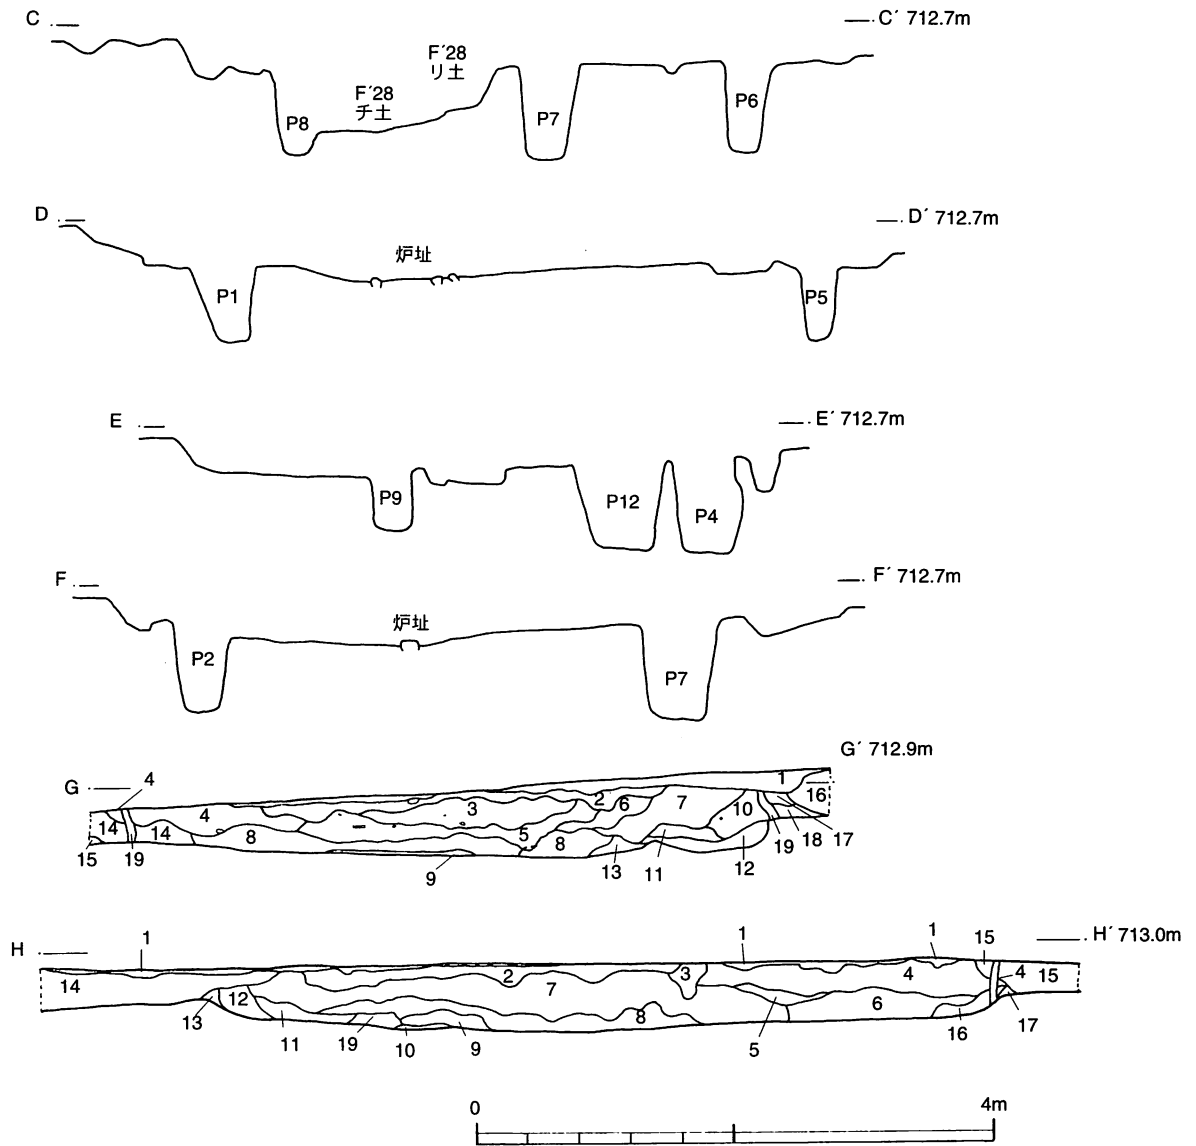 C C´ 712.7m
F´28
リ土
F´28
チ土
P8 P7 P6
D D´ 712.7m
炉址
P1 P5
E E´ 712.7m
P9 P12 P4
F F´ 712.7m
炉址
P2 P7
G´ 712.9m
G 4 1
4 3 2 6 7 10 16
14 14 8 5 8
15 19 9 13 11 12 19 18 17
H 1 1 1 15 H´ 713.0m
14 2 7 3 4 4 15
12 6
13 11 19 10 9 8 5 16 17
0 4m